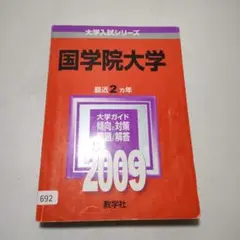 大学入試シリーズ
国学院大学
最近2ヵ年
大学ガイド
傾向と対策
問題/解答
2009
教学社
692